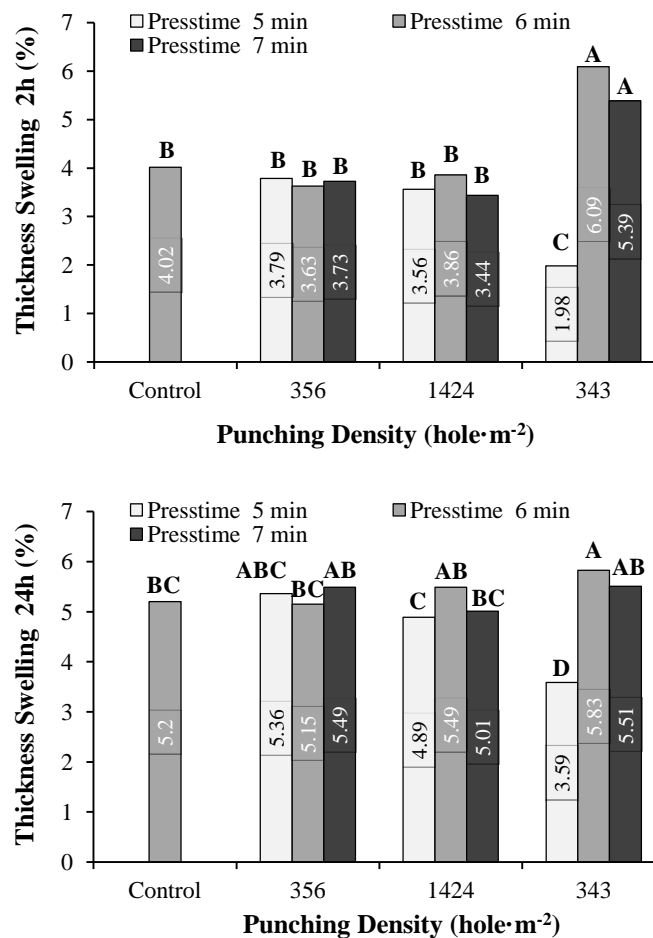 Presstime 5 min
Presstime 6 min
Presstime 7 min
Thickness Swelling 2h (%)
7
6
5
4
3
2
1
0
B
B
B
B
B
B
B
C
A
A
4.02
3.79
3.63
3.73
3.56
3.86
3.44
1.98
6.09
5.39
Control
356
1424
343
Punching Density (hole·m-2)
Presstime 5 min
Presstime 6 min
Presstime 7 min
Thickness Swelling 24h (%)
7
6
5
4
3
2
1
0
BC
ABC
BC
AB
C
AB
BC
D
A
AB
5.2
5.36
5.15
5.49
4.89
5.49
5.01
3.59
5.83
5.51
Control
356
1424
343
Punching Density (hole·m-2)